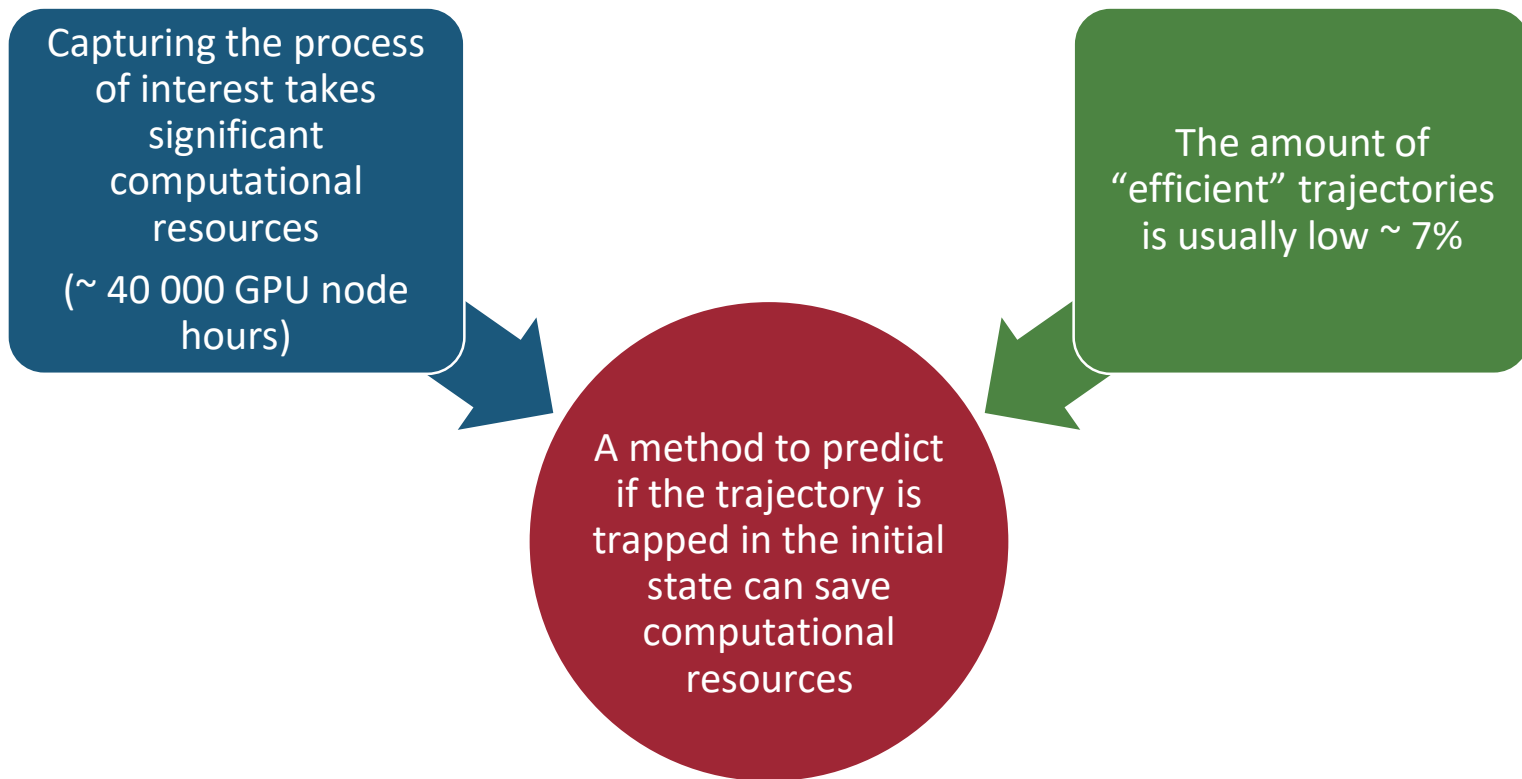 Capturing the process
of interest takes
significant
computational
resources
(~ 40 000 GPU node
hours)
The amount of
“efficient” trajectories
is usually low ~ 7%
A method to predict
if the trajectory is
trapped in the initial
state can save
computational
resources